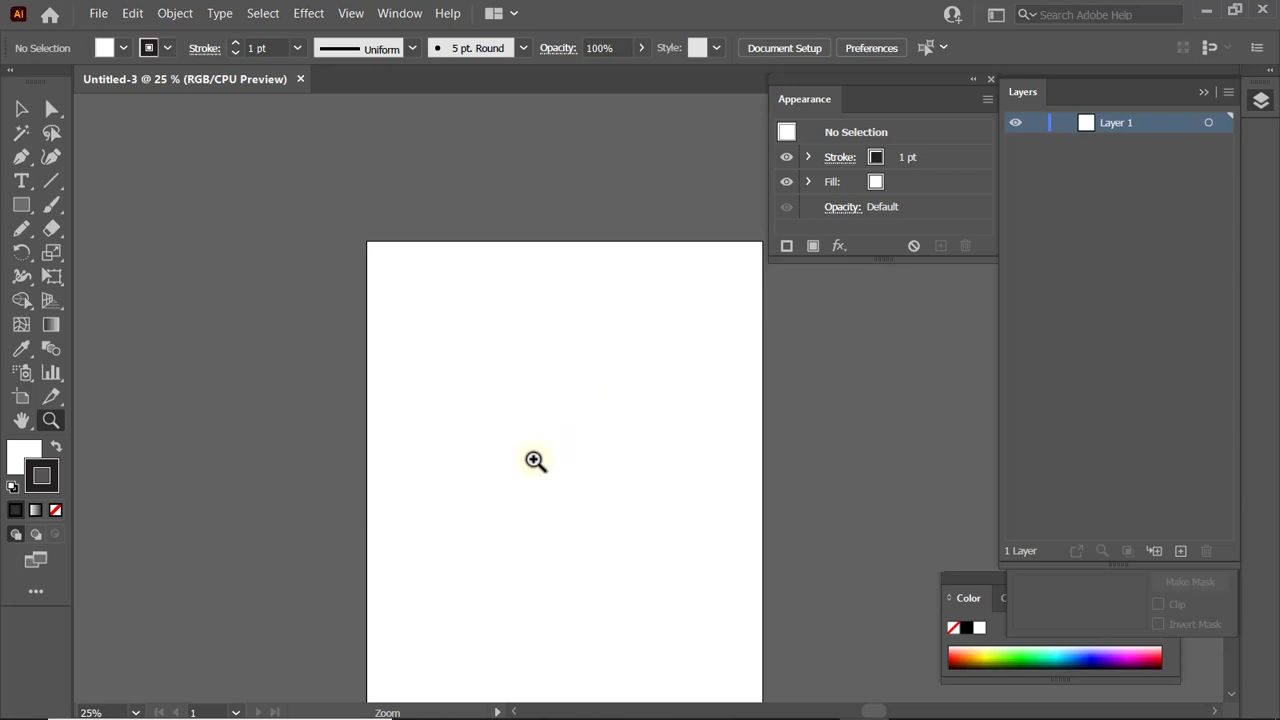 Ai File Edit Object Type Select Effect View Window Help Search Adobe Help
No Selection Stroke: 1 pt Uniform 5 pt. Round Opacity: 100% Style: Document Setup Preferences
Untitled-3 @ 25 % (RGB/CPU Preview)
Appearance
No Selection
Stroke: 1 pt
Fill:
Opacity: Default
fx.
Layers
Layer 1
1 Layer
Make Mask
Clip
Invert Mask
Color
25% 1 Zoom